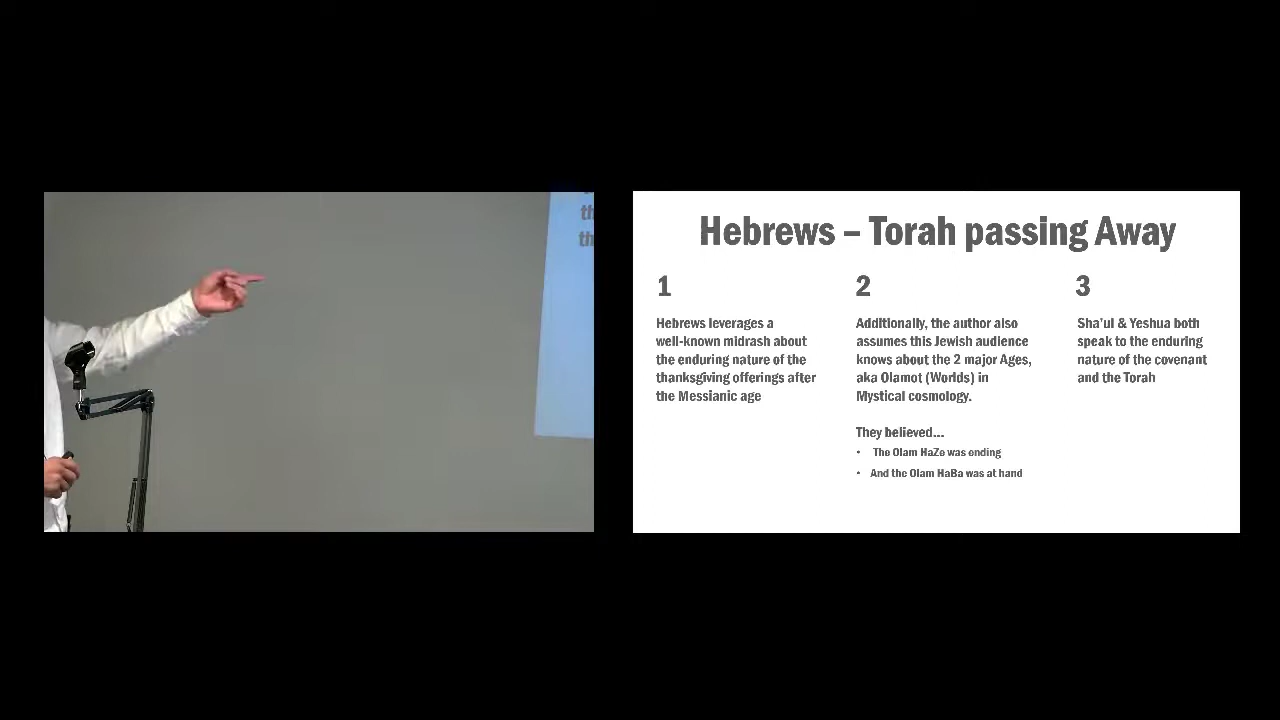 Hebrews – Torah passing Away
1
Hebrews leverages a
well-known midrash about
the enduring nature of the
thanksgiving offerings after
the Messianic age
2
Additionally, the author also
assumes this Jewish audience
knows about the 2 major Ages,
aka Olamot (Worlds) in
Mystical cosmology.
They believed...
• The Olam HaZe was ending
• And the Olam HaBa was at hand
3
Sha'ul & Yeshua both
speak to the enduring
nature of the covenant
and the Torah